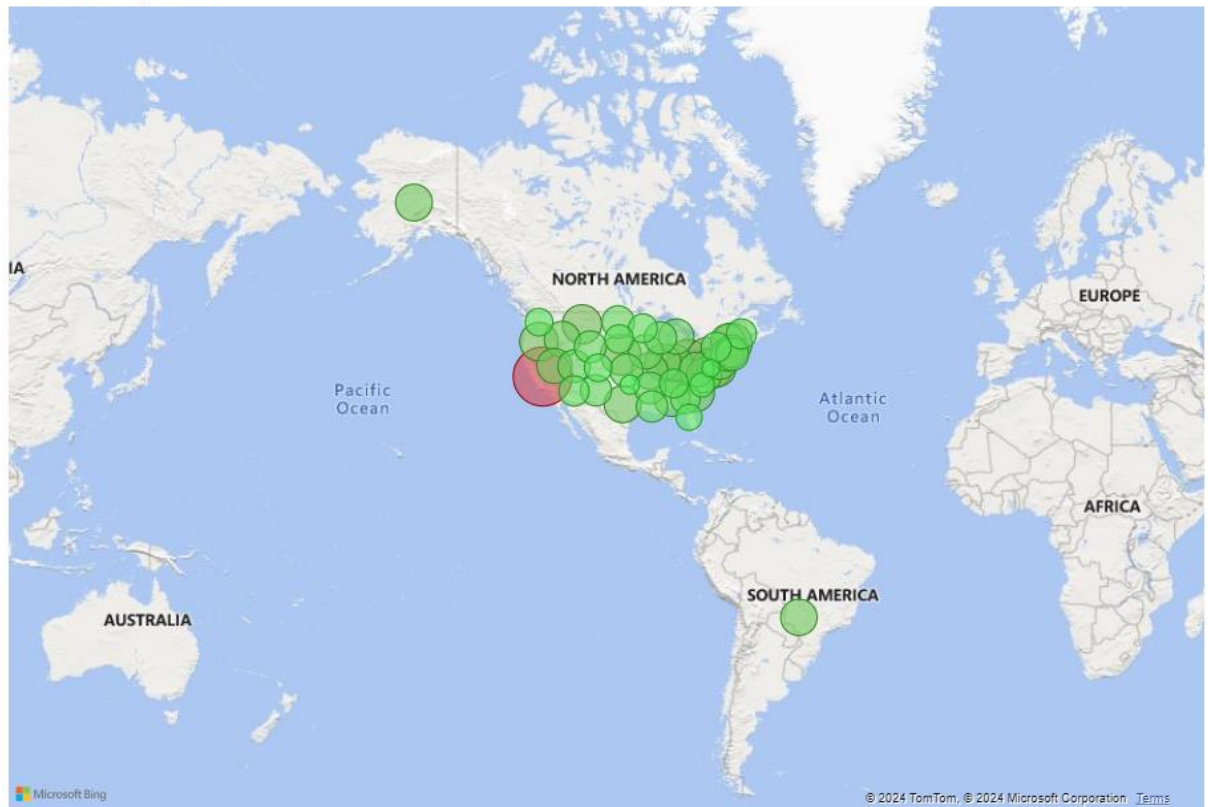 NORTH AMERICA
IA
EUROPE
Pacific
Ocean
Atlantic
Ocean
AFRICA
SOUTH AMERICA
AUSTRALIA
Microsoft Bing
© 2024 TomTom, © 2024 Microsoft Corporation Terms